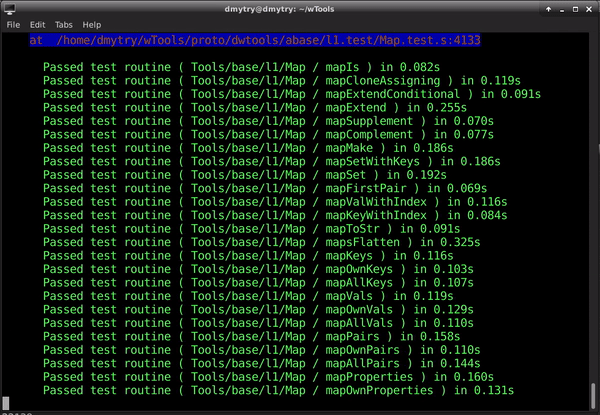 dmytry@dmytry: ~/wTools
File Edit Tabs Help
at /home/dmytry/wTools/proto/dwtools/abase/l1.test/Map.test.s:4133
Passed test routine ( Tools/base/l1/Map / mapIs ) in 0.082s
Passed test routine ( Tools/base/l1/Map / mapCloneAssigning ) in 0.119s
Passed test routine ( Tools/base/l1/Map / mapExtendConditional ) in 0.091s
Passed test routine ( Tools/base/l1/Map / mapExtend ) in 0.255s
Passed test routine ( Tools/base/l1/Map / mapSupplement ) in 0.070s
Passed test routine ( Tools/base/l1/Map / mapComplement ) in 0.077s
Passed test routine ( Tools/base/l1/Map / mapMake ) in 0.186s
Passed test routine ( Tools/base/l1/Map / mapSetWithKeys ) in 0.186s
Passed test routine ( Tools/base/l1/Map / mapSet ) in 0.192s
Passed test routine ( Tools/base/l1/Map / mapFirstPair ) in 0.069s
Passed test routine ( Tools/base/l1/Map / mapValWithIndex ) in 0.116s
Passed test routine ( Tools/base/l1/Map / mapKeyWithIndex ) in 0.084s
Passed test routine ( Tools/base/l1/Map / mapToStr ) in 0.091s
Passed test routine ( Tools/base/l1/Map / mapsFlatten ) in 0.325s
Passed test routine ( Tools/base/l1/Map / mapKeys ) in 0.116s
Passed test routine ( Tools/base/l1/Map / mapOwnKeys ) in 0.103s
Passed test routine ( Tools/base/l1/Map / mapAllKeys ) in 0.107s
Passed test routine ( Tools/base/l1/Map / mapVals ) in 0.119s
Passed test routine ( Tools/base/l1/Map / mapOwnVals ) in 0.129s
Passed test routine ( Tools/base/l1/Map / mapAllVals ) in 0.110s
Passed test routine ( Tools/base/l1/Map / mapPairs ) in 0.158s
Passed test routine ( Tools/base/l1/Map / mapOwnPairs ) in 0.110s
Passed test routine ( Tools/base/l1/Map / mapAllPairs ) in 0.144s
Passed test routine ( Tools/base/l1/Map / mapProperties ) in 0.160s
Passed test routine ( Tools/base/l1/Map / mapOwnProperties ) in 0.131s